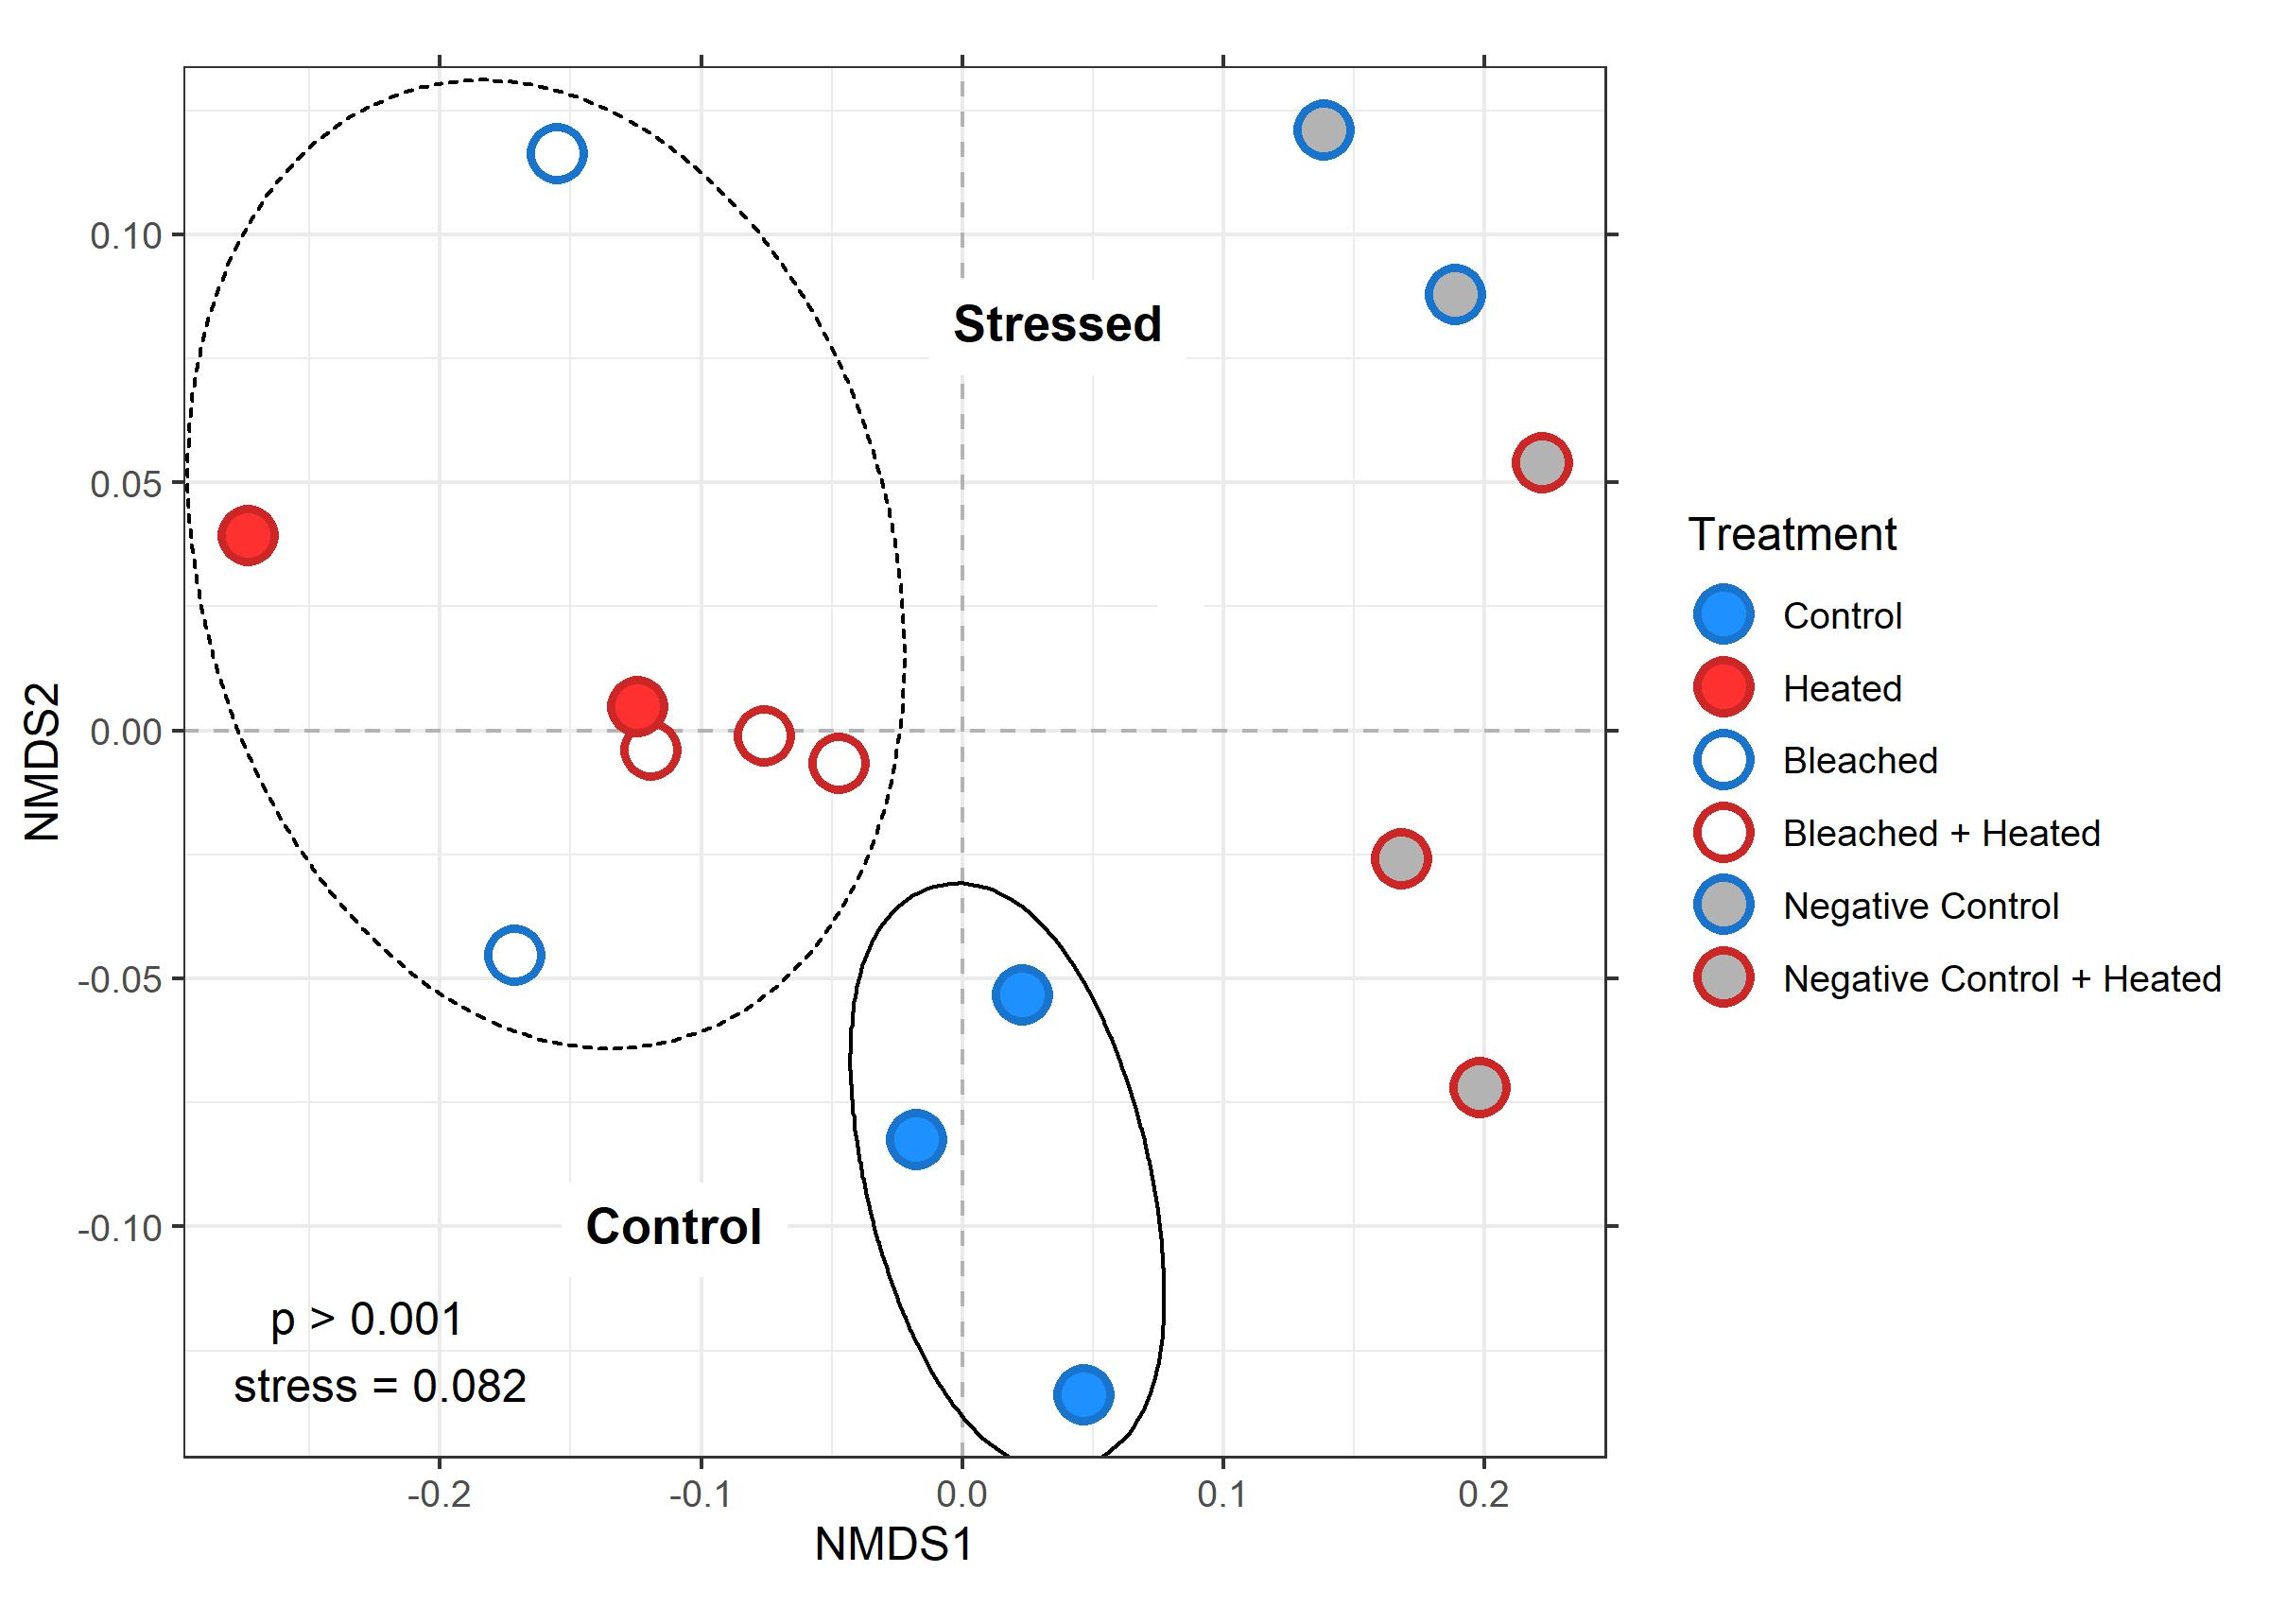 0.10
0.05
0.00
-0.05
-0.10
NMDS2
Stressed
Control
p > 0.001
stress = 0.082
-0.2
-0.1
0.0
0.1
0.2
NMDS1
Treatment
Control
Heated
Bleached
Bleached + Heated
Negative Control
Negative Control + Heated